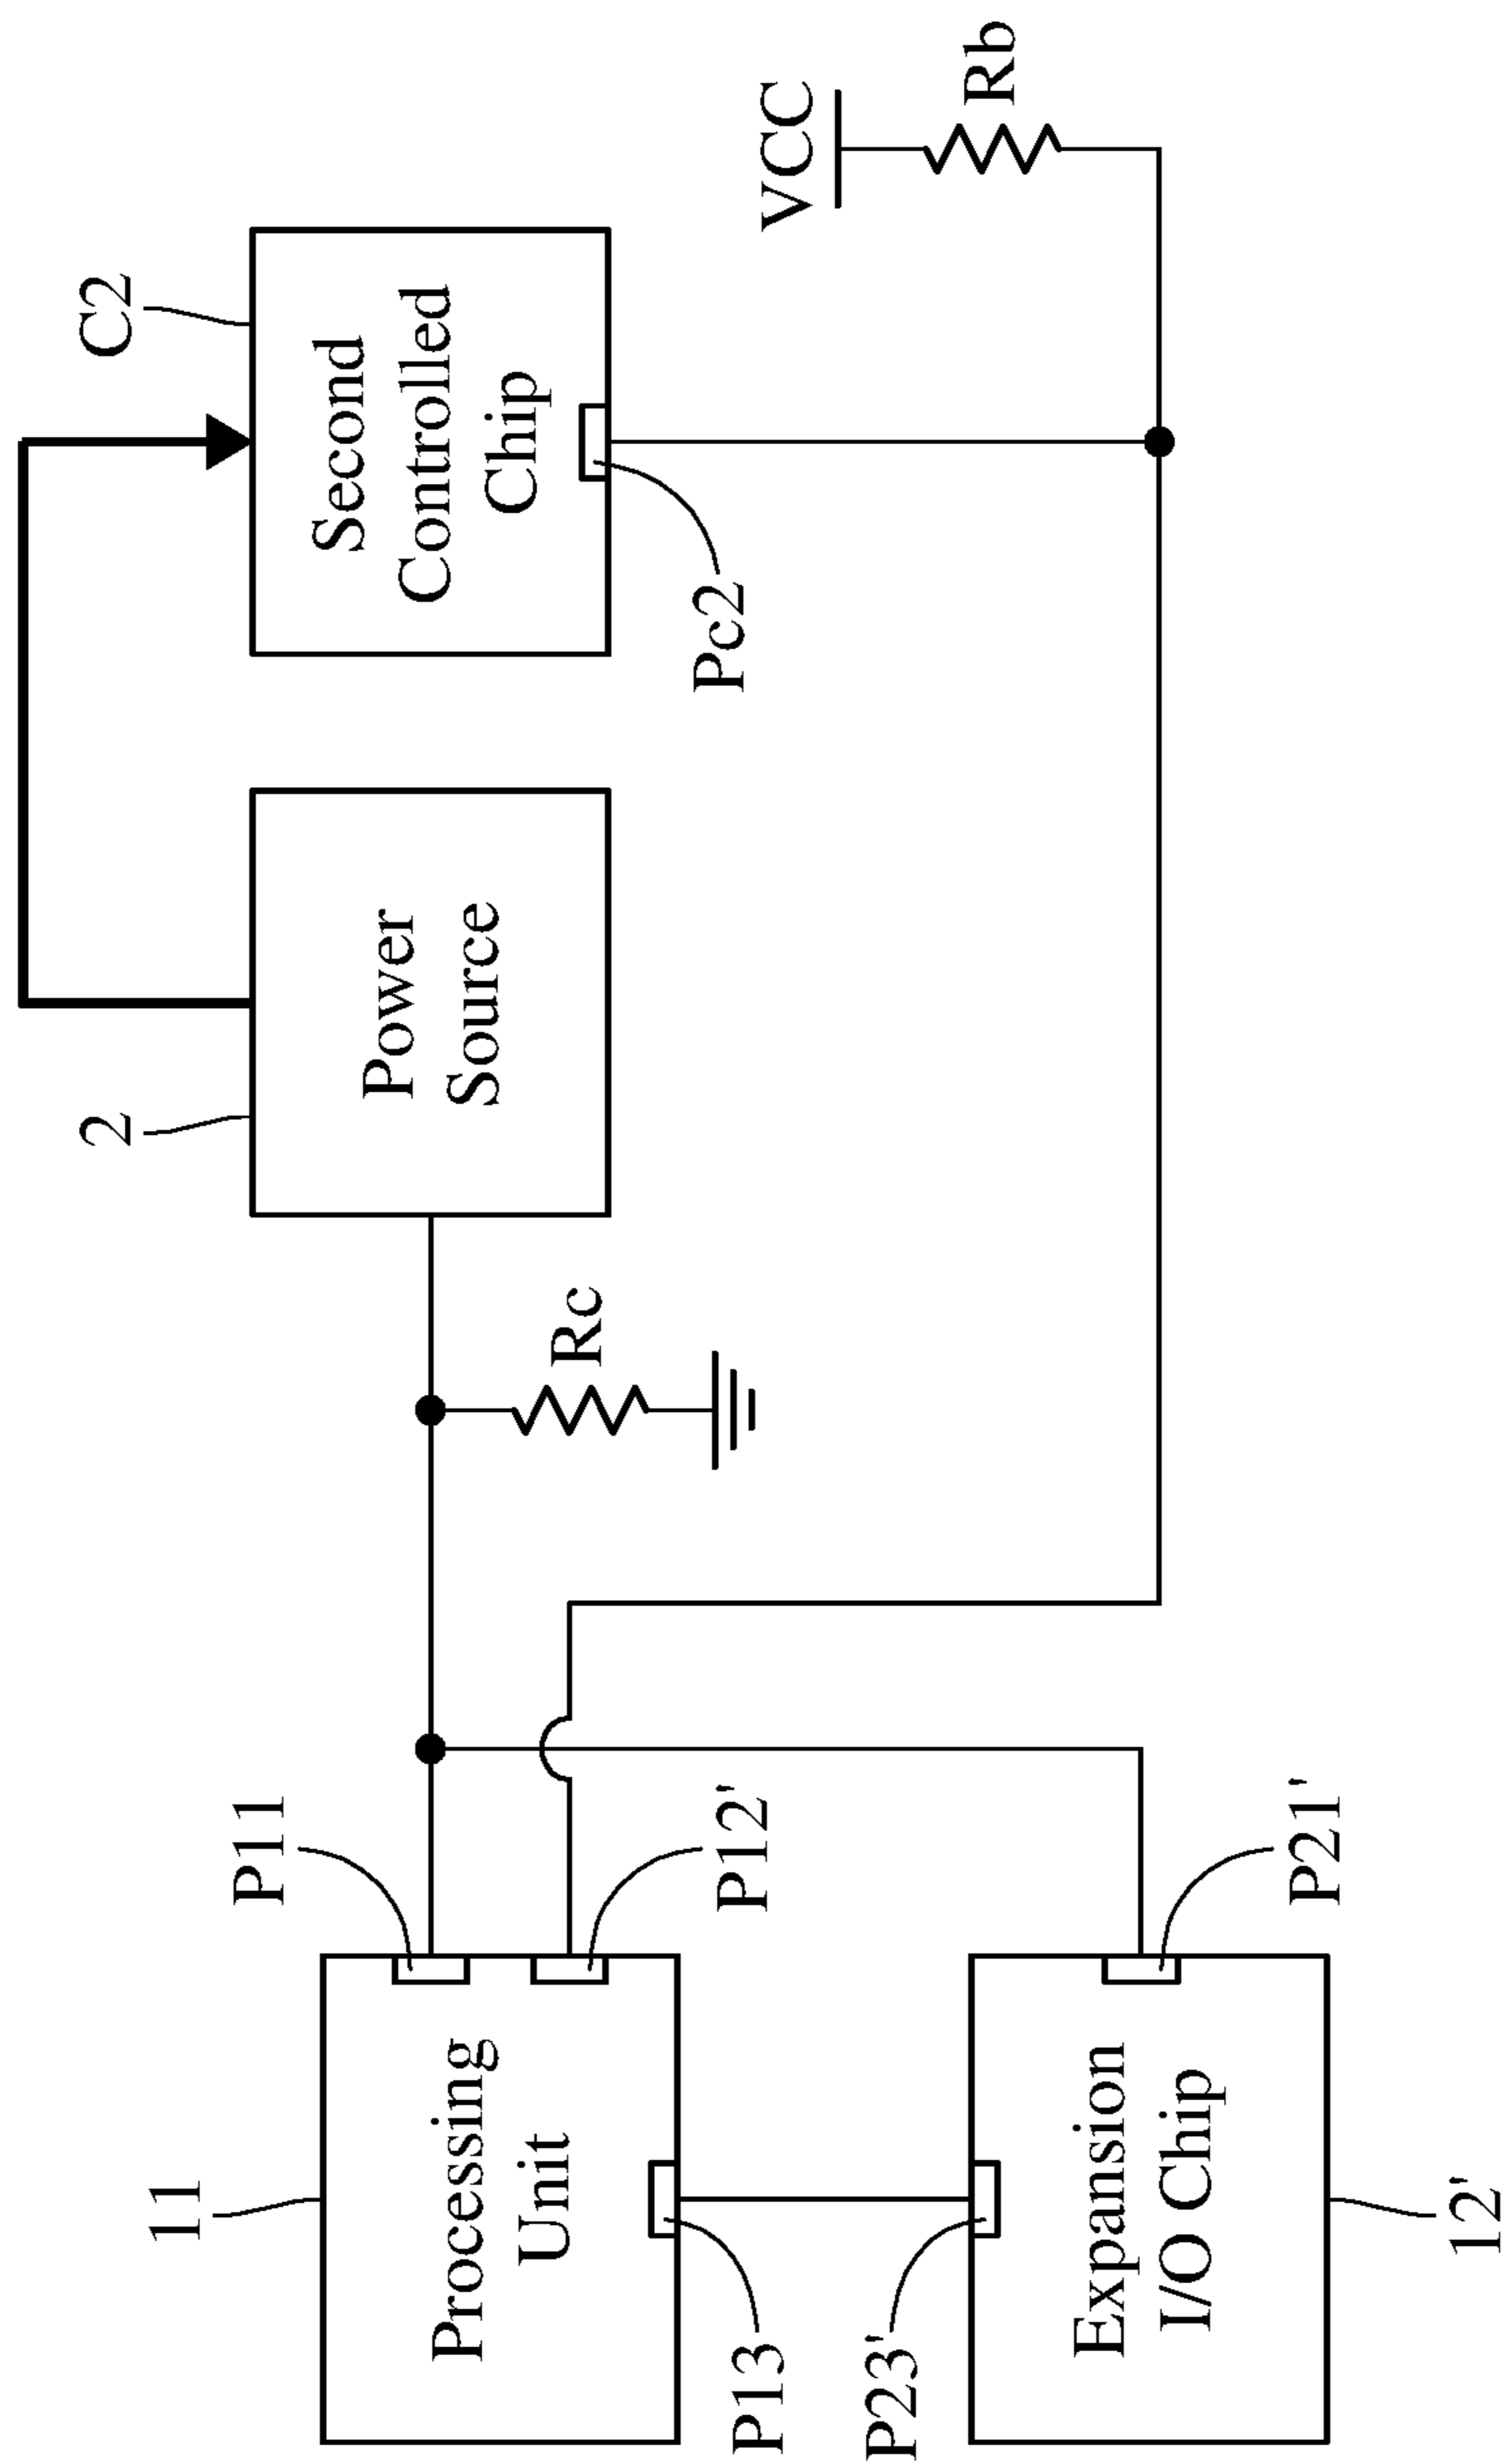 11
Processing
Unit
P11
P12'
P13
P23'
Expansion
I/O Chip
P21'
12'
Rc
2
Power
Source
C2
Second
Controlled
Chip
Pc2
VCC
Rb